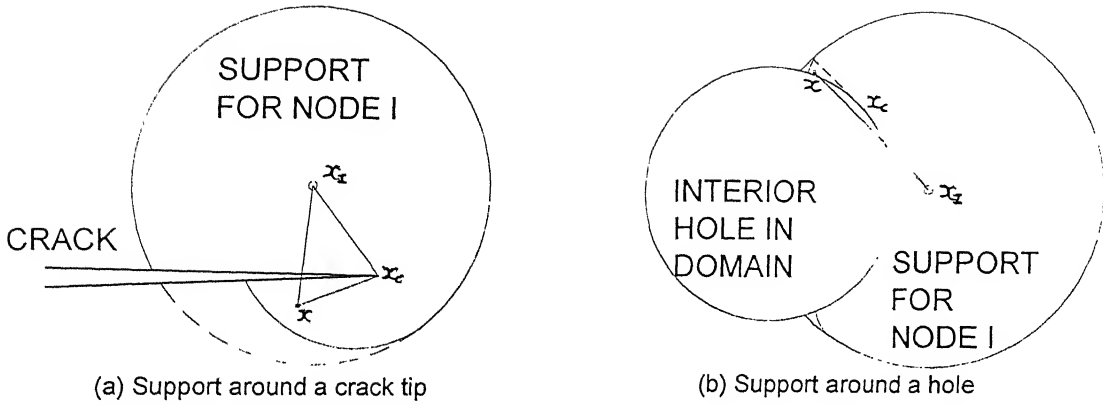 SUPPORT
FOR NODE I
x_I
CRACK
x_c
x
(a) Support around a crack tip
x
x_c
x_I
INTERIOR
HOLE IN
DOMAIN
SUPPORT
FOR
NODE I
(b) Support around a hole